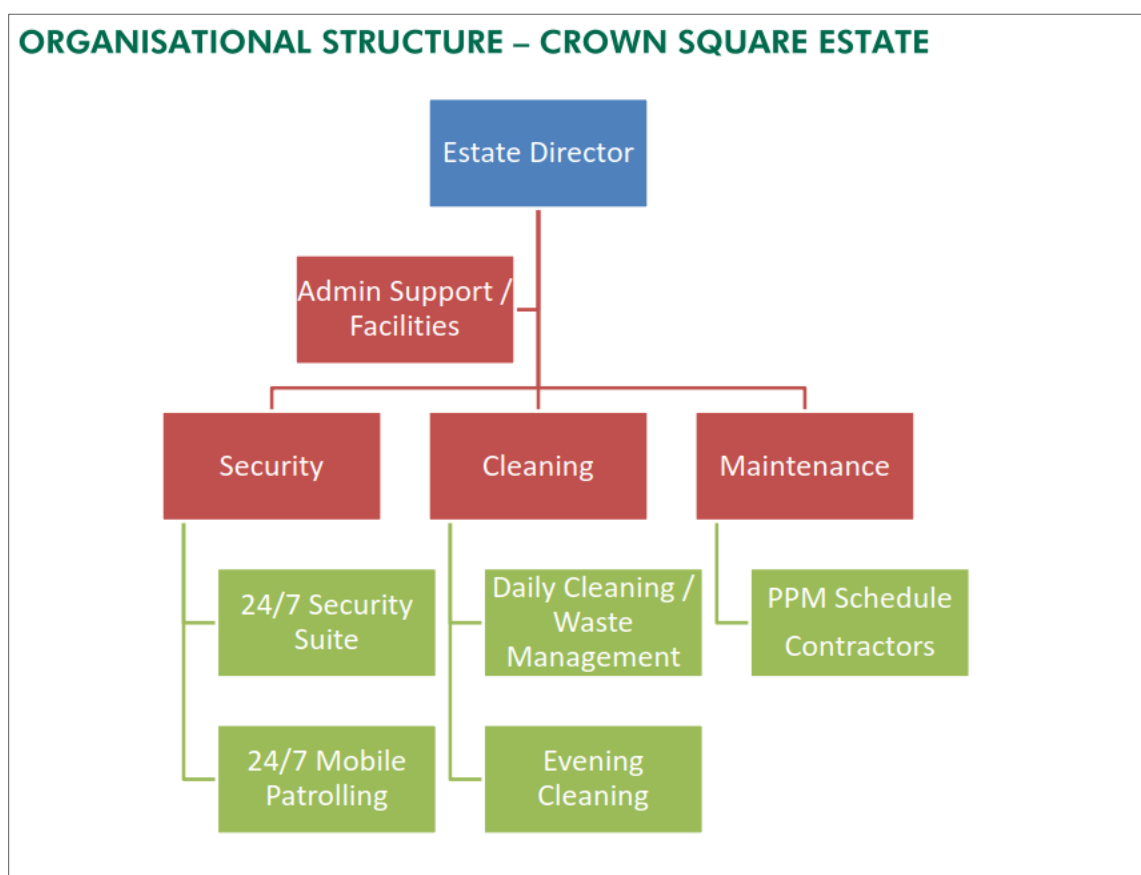 ORGANISATIONAL STRUCTURE – CROWN SQUARE ESTATE
Estate Director
Admin Support /
Facilities
Security
Cleaning
Maintenance
24/7 Security
Suite
Daily Cleaning /
Waste
Management
PPM Schedule
Contractors
24/7 Mobile
Patrolling
Evening
Cleaning